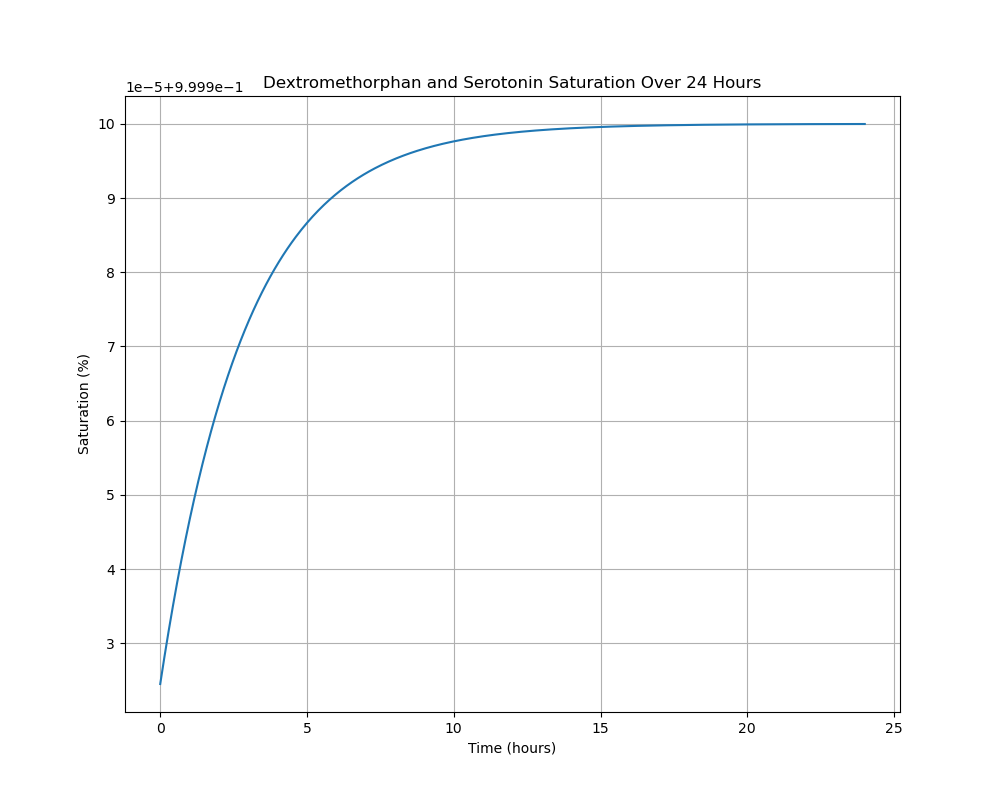 Dextromethorphan and Serotonin Saturation Over 24 Hours
1e−5+9.999e−1
10
9
8
7
6
5
4
3
Saturation (%)
0 5 10 15 20 25
Time (hours)